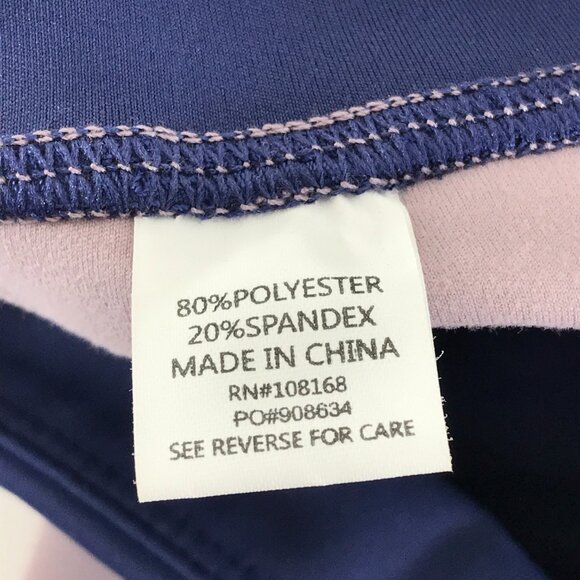 80%POLYESTER
20%SPANDEX
MADE IN CHINA
RN#108168
PO#908634
SEE REVERSE FOR CARE